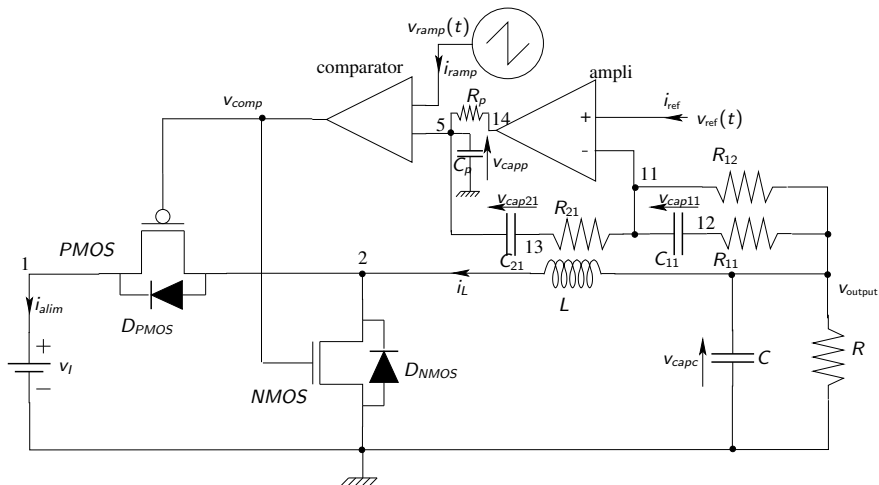 v_ramp(t)
i_ramp
comparator
ampli
v_comp
R_p
14
+
i_ref
v_ref(t)
5
-
C_p
v_capp
11
R_12
v_cap21
R_21
v_cap11
12
13
C_21
C_11
R_11
PMOS
1
2
i_L
L
v_output
i_alim
D_PMOS
+
v_I
−
NMOS
D_NMOS
v_capc
C
R